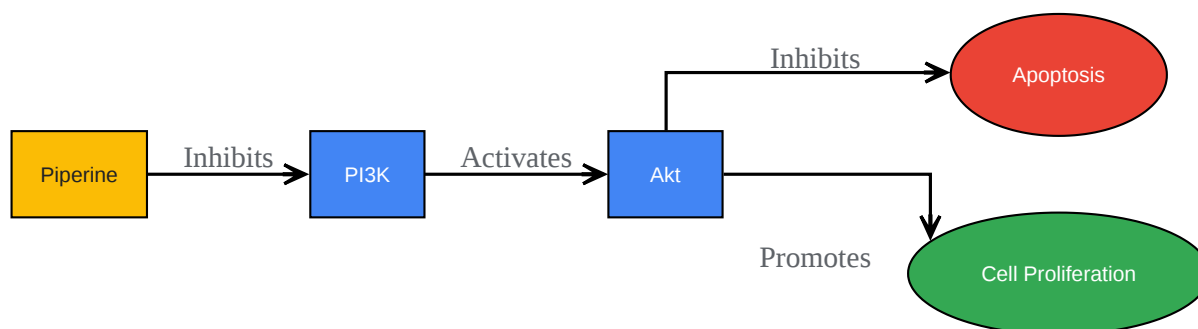 Inhibits
Apoptosis
Piperine
Inhibits
PI3K
Activates
Akt
Promotes
Cell Proliferation